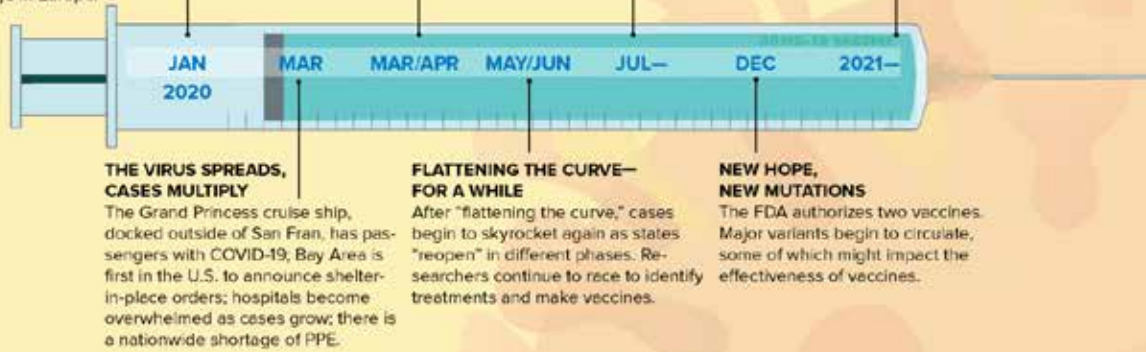 JAN
2020
MAR
MAR/APR
MAY/JUN
JUL—
DEC
2021—
COVID-19 VACCINE
THE VIRUS SPREADS,
CASES MULTIPLY
The Grand Princess cruise ship,
docked outside of San Fran, has pas-
sengers with COVID-19; Bay Area is
first in the U.S. to announce shelter-
in-place orders; hospitals become
overwhelmed as cases grow; there is
a nationwide shortage of PPE.
FLATTENING THE CURVE—
FOR A WHILE
After "flattening the curve," cases
begin to skyrocket again as states
"reopen" in different phases. Re-
searchers continue to race to identify
treatments and make vaccines.
NEW HOPE,
NEW MUTATIONS
The FDA authorizes two vaccines.
Major variants begin to circulate,
some of which might impact the
effectiveness of vaccines.